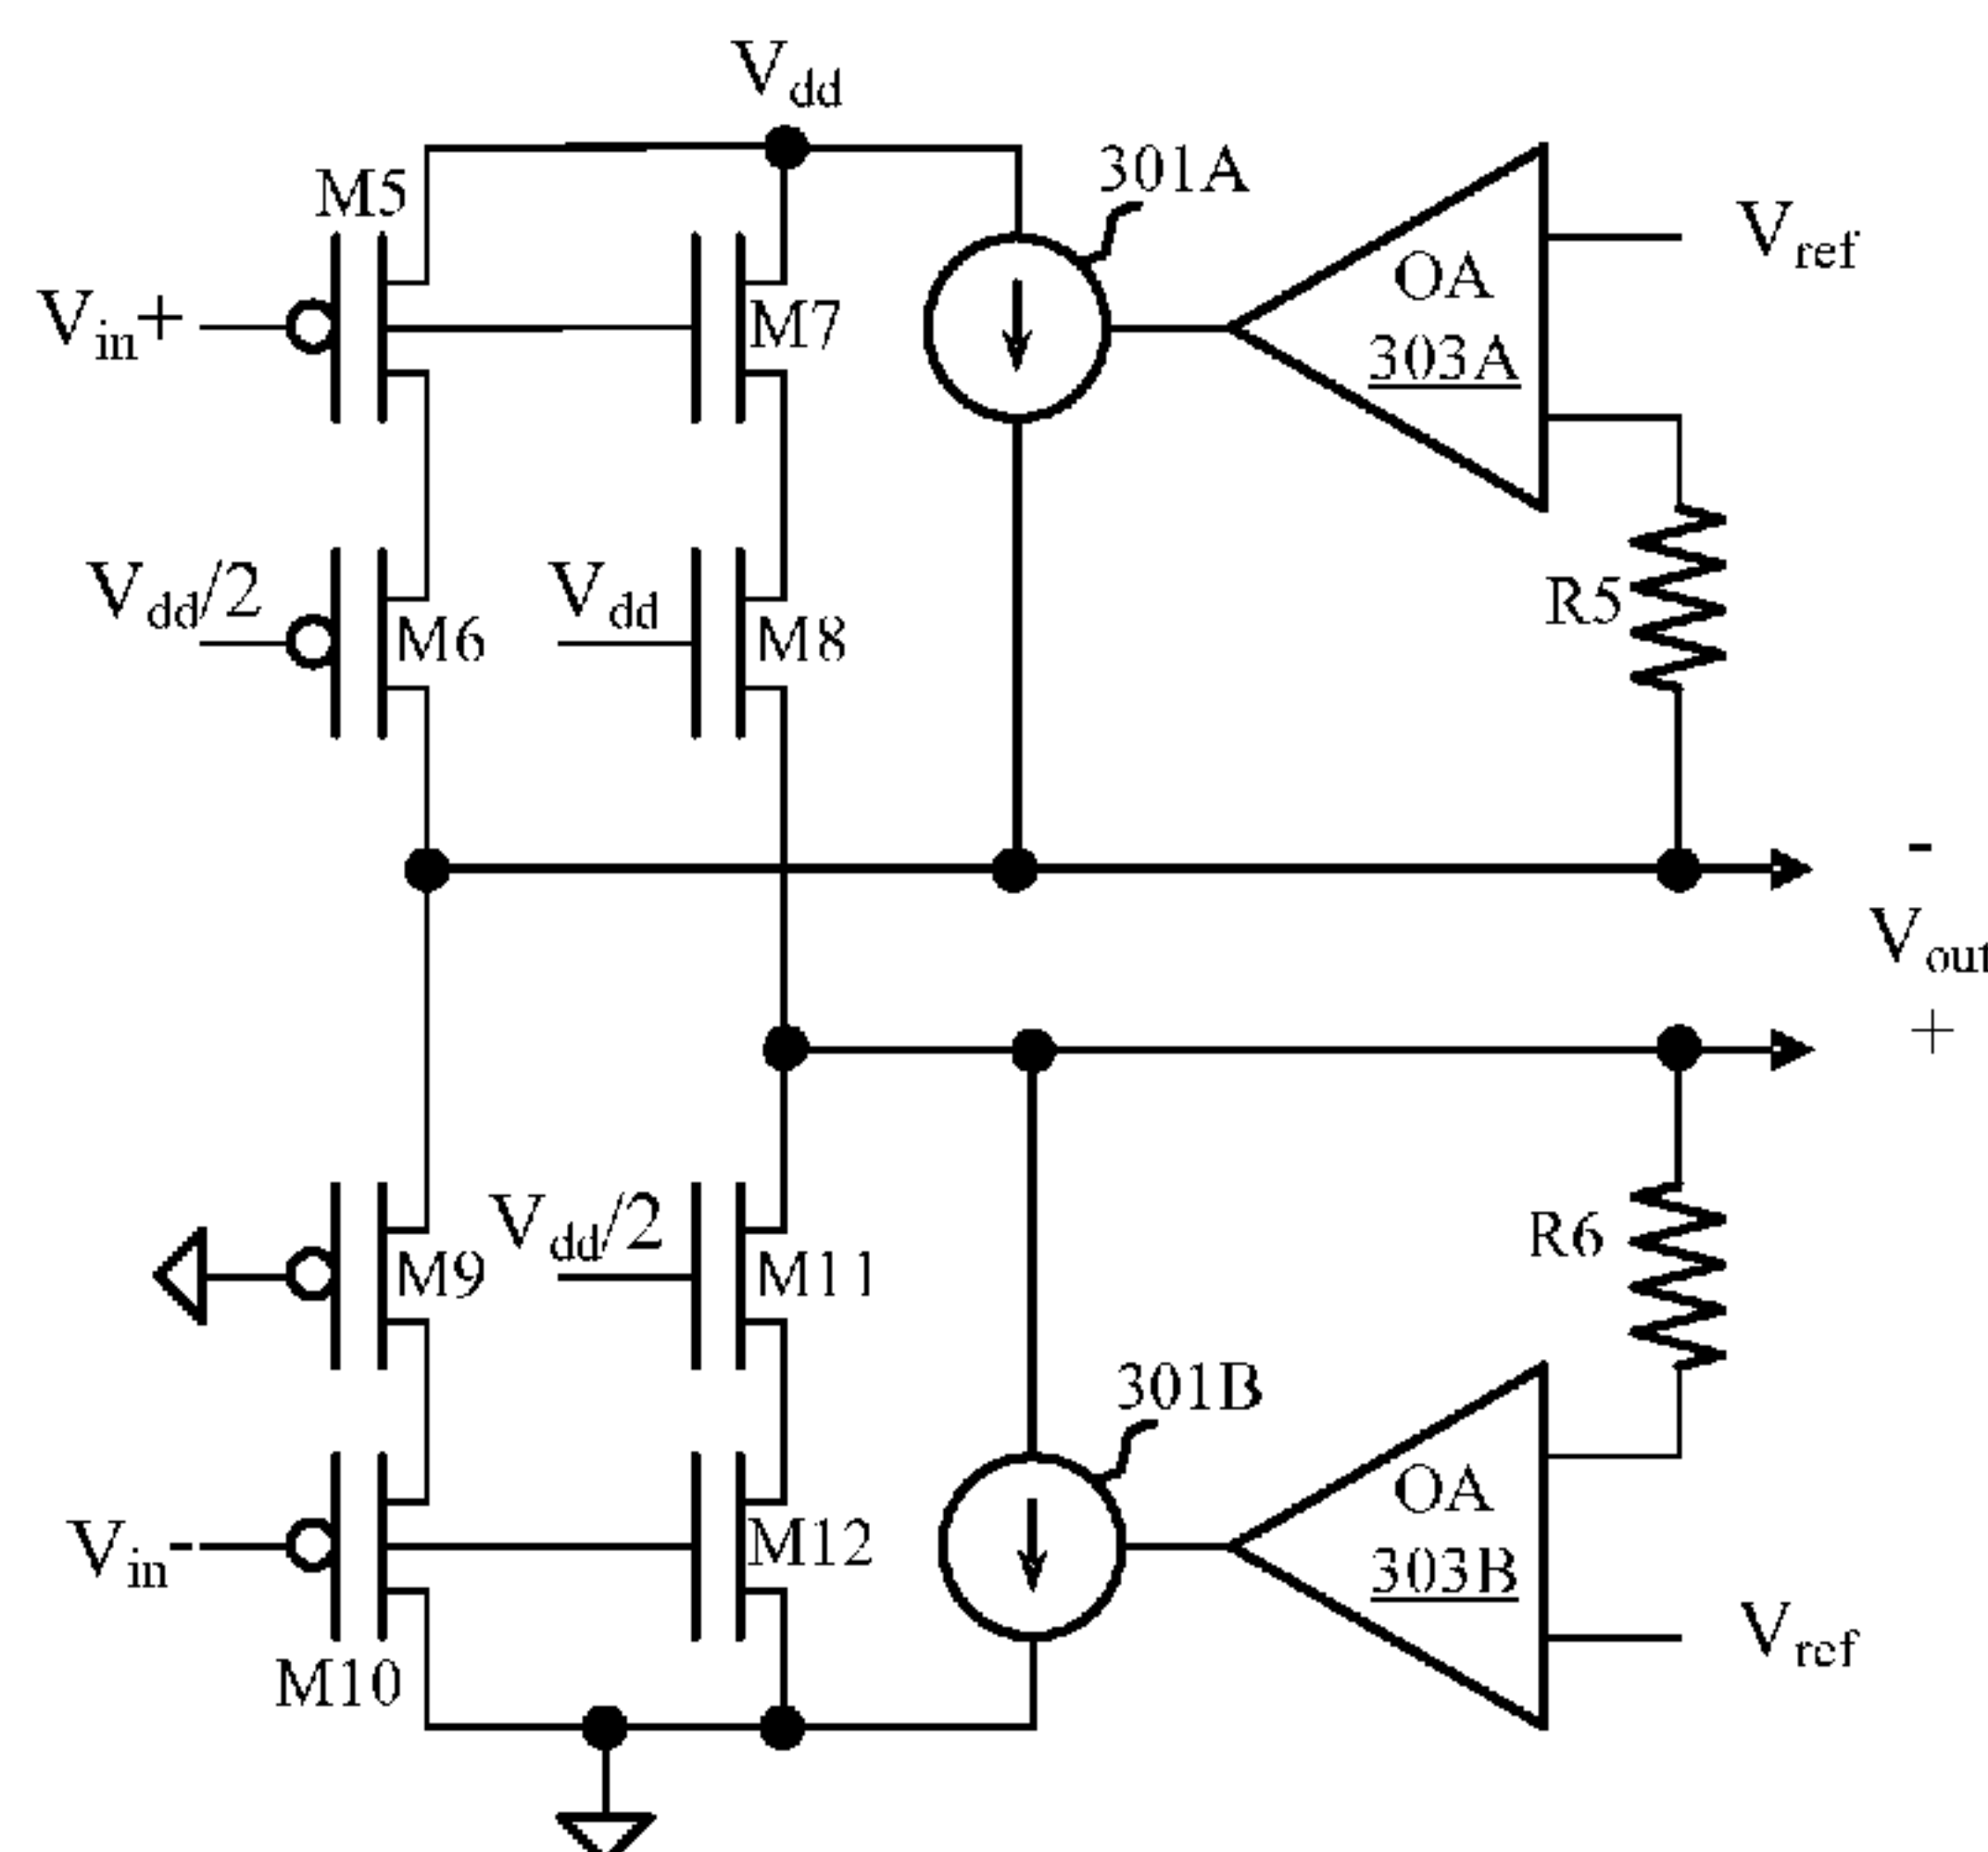 Vdd
M5
301A
Vref
Vin+
M7
OA
303A
Vdd/2
M6
Vdd
M8
R5
-
Vout
+
M9
Vdd/2
M11
R6
301B
Vin-
M12
OA
303B
M10
Vref